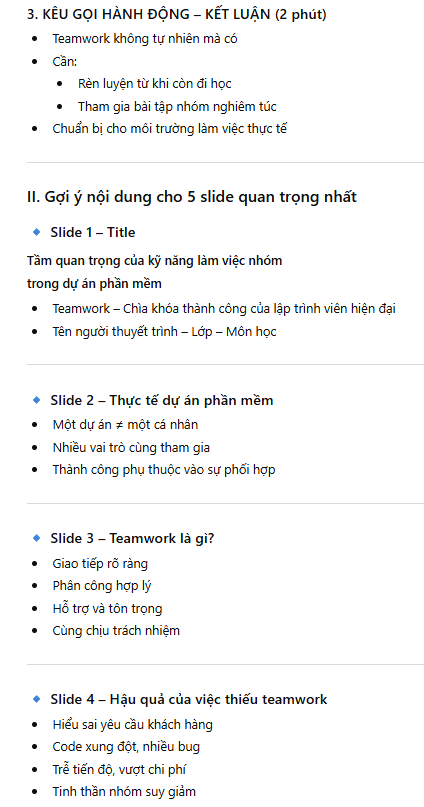 3. KÊU GỌI HÀNH ĐỘNG – KẾT LUẬN (2 phút)
• Teamwork không tự nhiên mà có
• Cần:
• Rèn luyện từ khi còn đi học
• Tham gia bài tập nhóm nghiêm túc
• Chuẩn bị cho môi trường làm việc thực tế
II. Gợi ý nội dung cho 5 slide quan trọng nhất
🔹 Slide 1 – Title
Tầm quan trọng của kỹ năng làm việc nhóm
trong dự án phần mềm
• Teamwork – Chìa khóa thành công của lập trình viên hiện đại
• Tên người thuyết trình – Lớp – Môn học
🔹 Slide 2 – Thực tế dự án phần mềm
• Một dự án ≠ một cá nhân
• Nhiều vai trò cùng tham gia
• Thành công phụ thuộc vào sự phối hợp
🔹 Slide 3 – Teamwork là gì?
• Giao tiếp rõ ràng
• Phân công hợp lý
• Hỗ trợ và tôn trọng
• Cùng chịu trách nhiệm
🔹 Slide 4 – Hậu quả của việc thiếu teamwork
• Hiểu sai yêu cầu khách hàng
• Code xung đột, nhiều bug
• Trễ tiến độ, vượt chi phí
• Tinh thần nhóm suy giảm